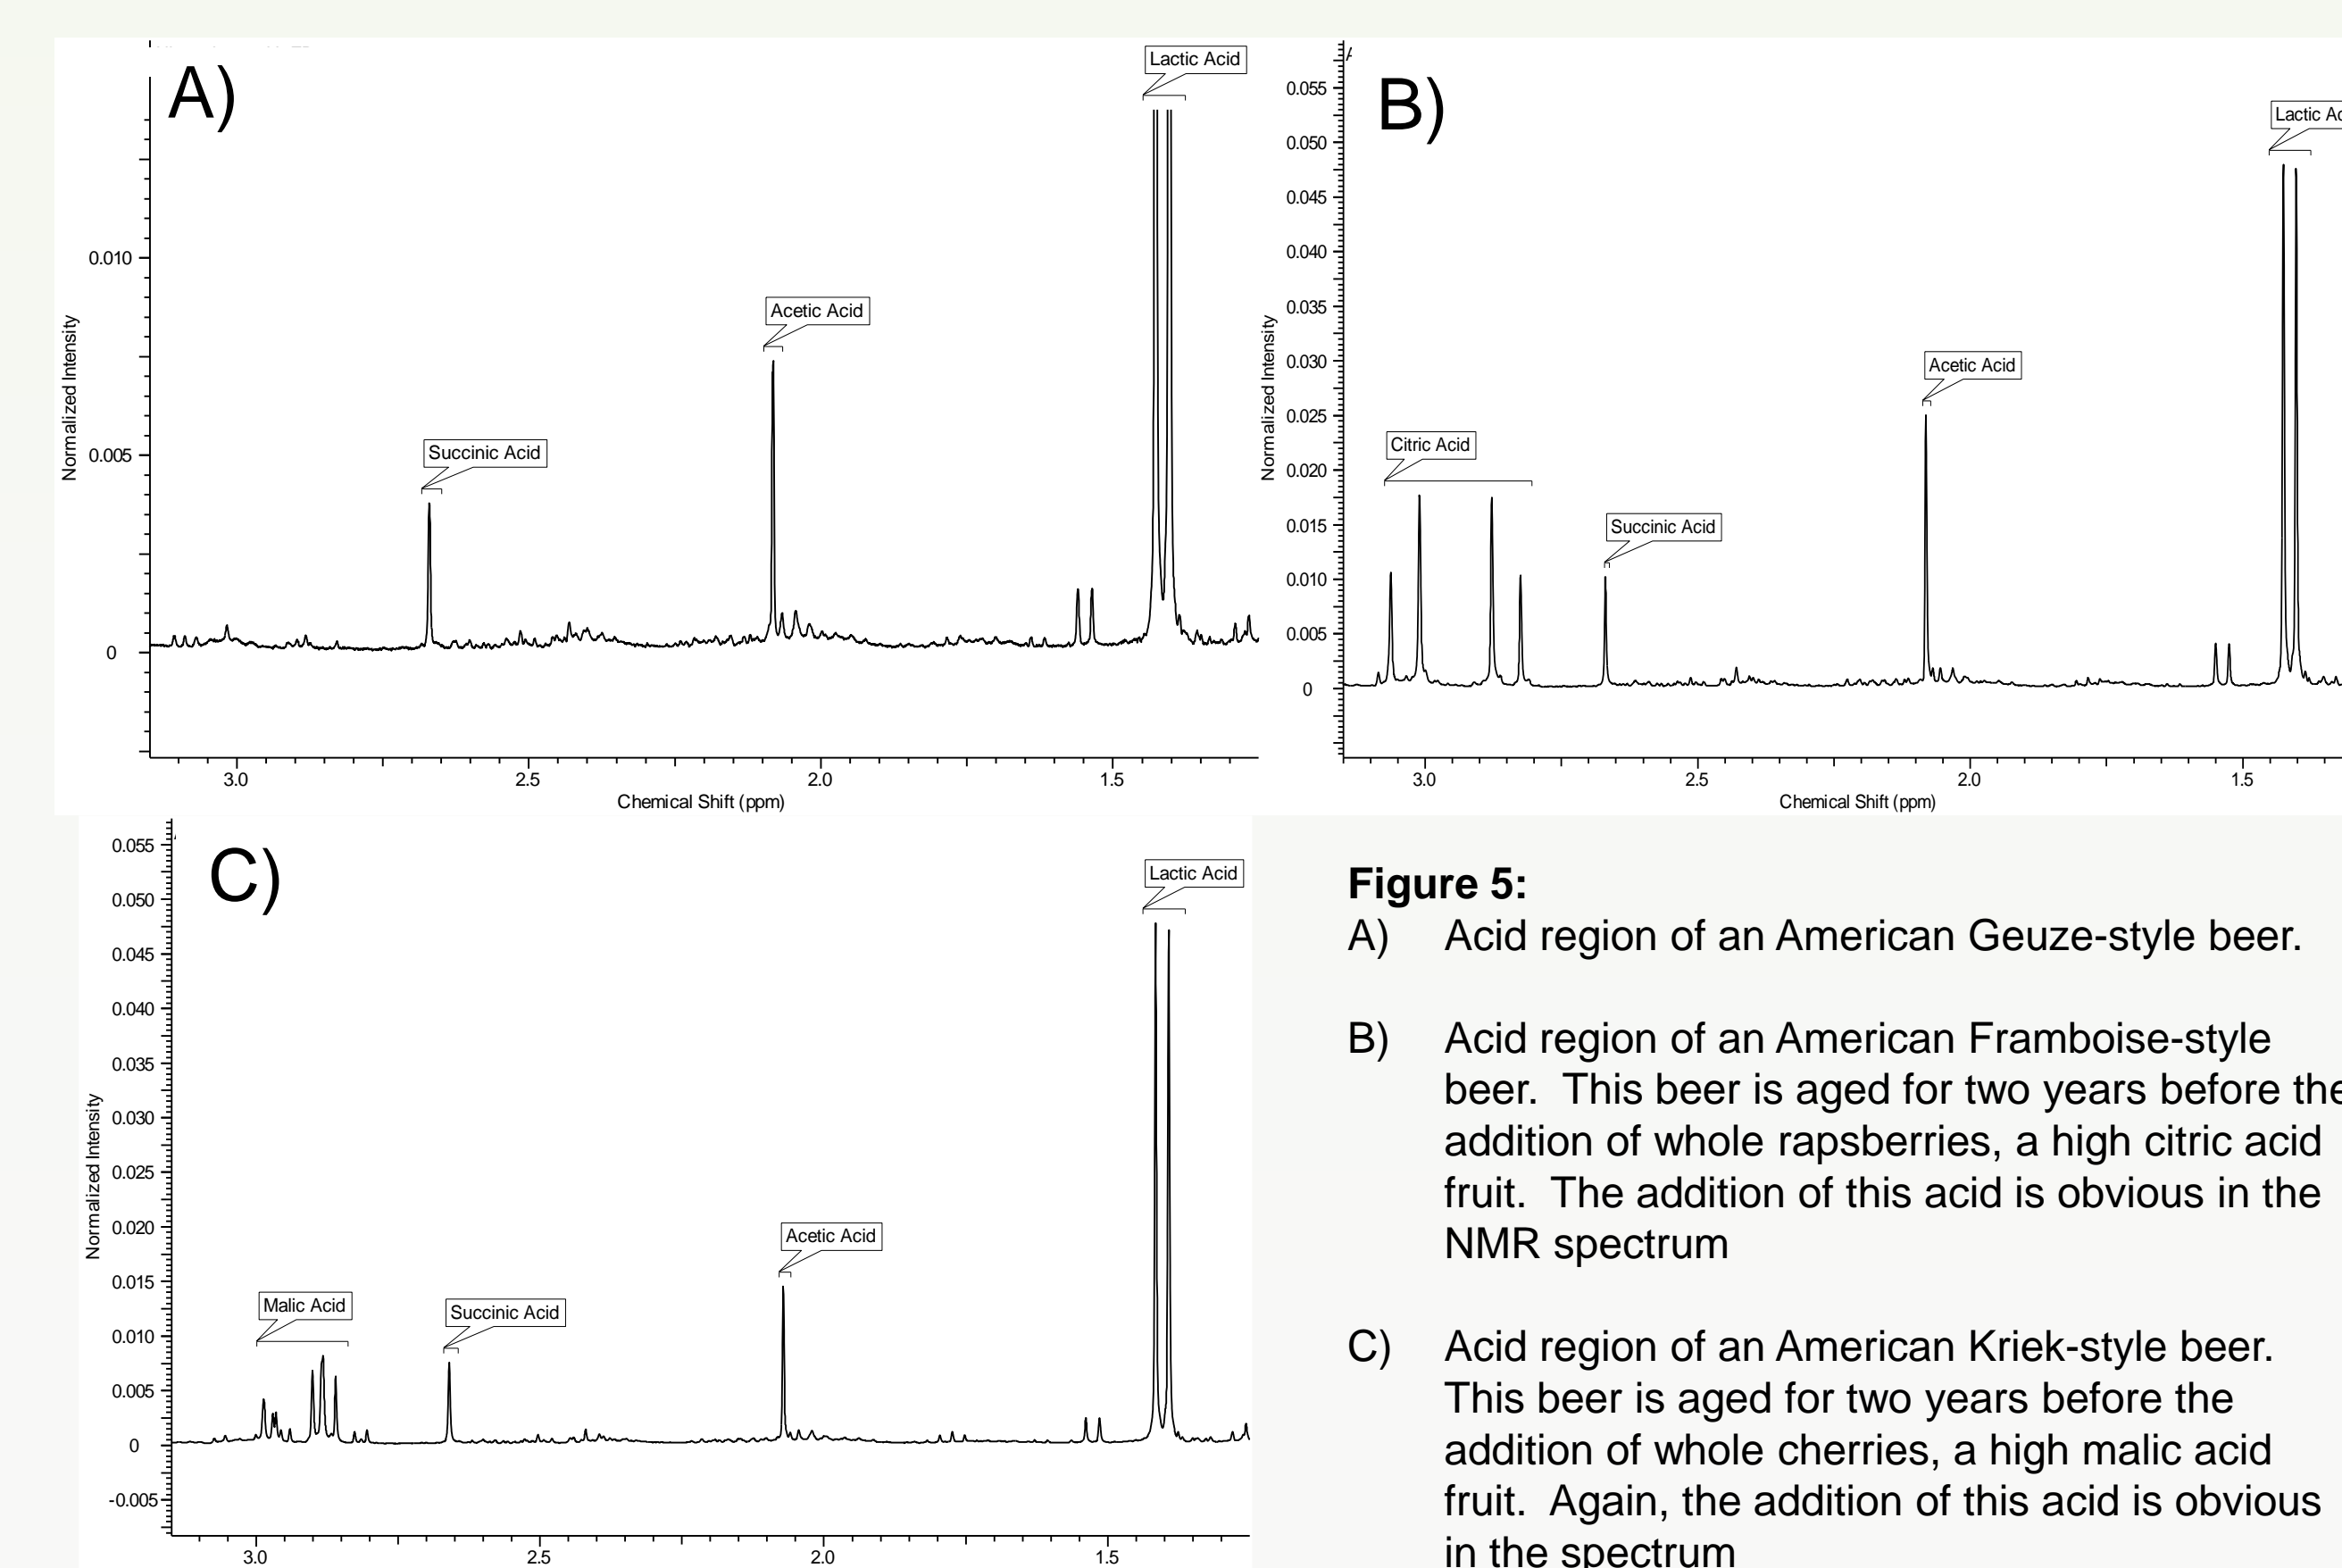 A)
Lactic Acid
Acetic Acid
Succinic Acid
0.010
0.005
0
Normalized Intensity
3.0 2.5 2.0 1.5
Chemical Shift (ppm)
B)
Lactic Ac
Acetic Acid
Citric Acid
Succinic Acid
0.055
0.050
0.045
0.040
0.035
0.030
0.025
0.020
0.015
0.010
0.005
0
Normalized Intensity
3.0 2.5 2.0 1.5
Chemical Shift (ppm)
C)
Lactic Acid
Acetic Acid
Malic Acid
Succinic Acid
0.055
0.050
0.045
0.040
0.035
0.030
0.025
0.020
0.015
0.010
0.005
0
-0.005
Normalized Intensity
3.0 2.5 2.0 1.5
Figure 5:
A) Acid region of an American Geuze-style beer.
B) Acid region of an American Framboise-style
beer. This beer is aged for two years before the
addition of whole rapsberries, a high citric acid
fruit. The addition of this acid is obvious in the
NMR spectrum
C) Acid region of an American Kriek-style beer.
This beer is aged for two years before the
addition of whole cherries, a high malic acid
fruit. Again, the addition of this acid is obvious
in the spectrum